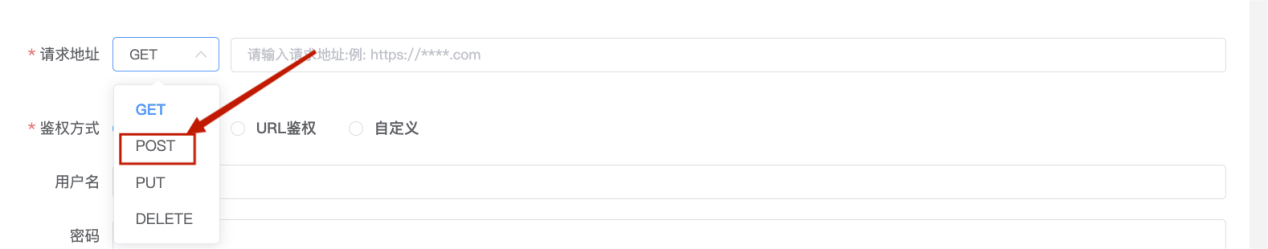 * 请求地址 GET 请输入请求地址:例: https://****.com
GET
* 鉴权方式 URL鉴权 自定义
POST
用户名 PUT
DELETE
密码